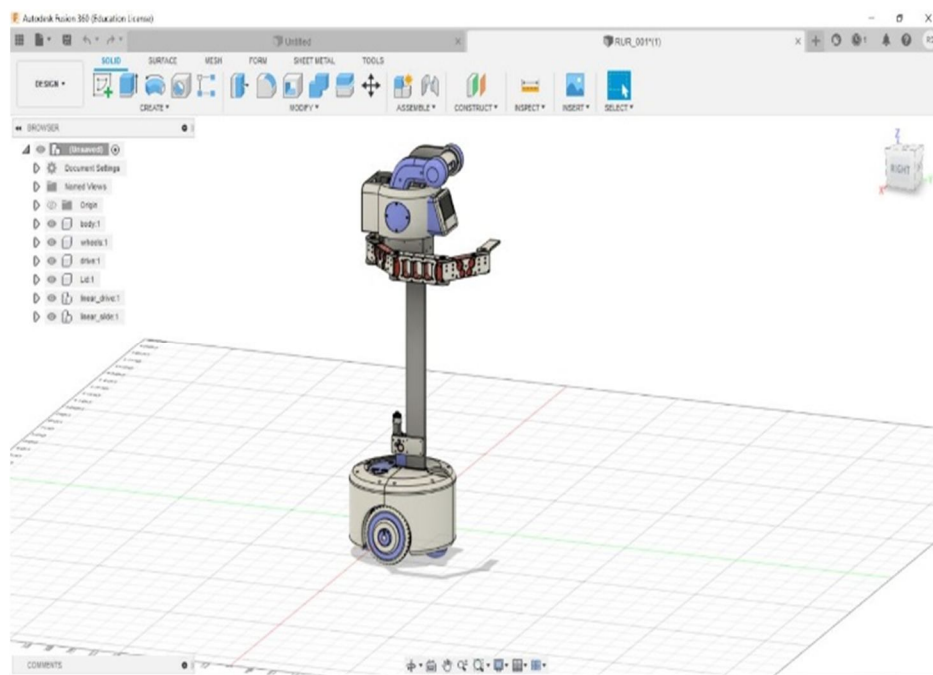 Autodesk Fusion 360 (Education License)
Untitled
RUR_001*(1)
SOLID
SURFACE
MESH
FORM
SHEET METAL
TOOLS
DESIGN
CREATE
MODIFY
ASSEMBLE
CONSTRUCT
INSPECT
INSERT
SELECT
BROWSER
(Unsaved)
Document Settings
Named Views
Origin
body:1
wheels:1
drive:1
Lid:1
linear_drive:1
linear_slide:1
Z
RIGHT
X
COMMENTS